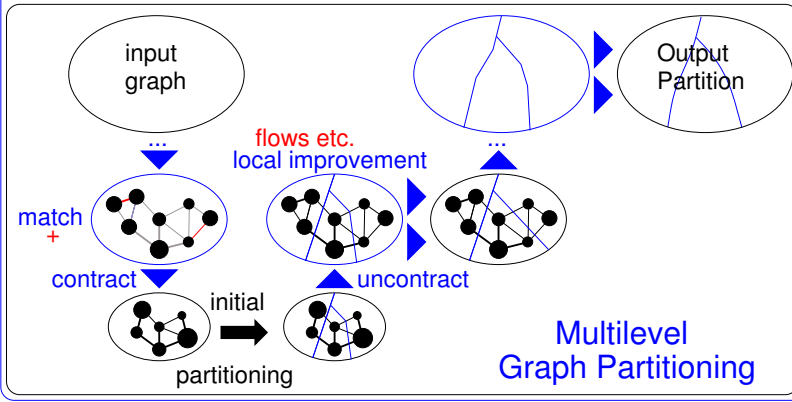 input
graph
Output
Partition
...
...
flows etc.
local improvement
match
+
contract
uncontract
initial
partitioning
Multilevel
Graph Partitioning